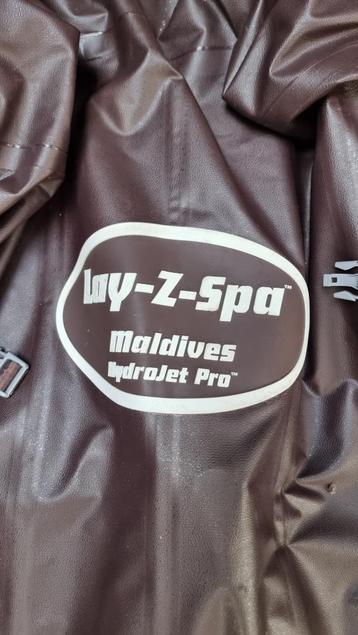 Lay-Z-Spa™
Maldives
HydroJet Pro™